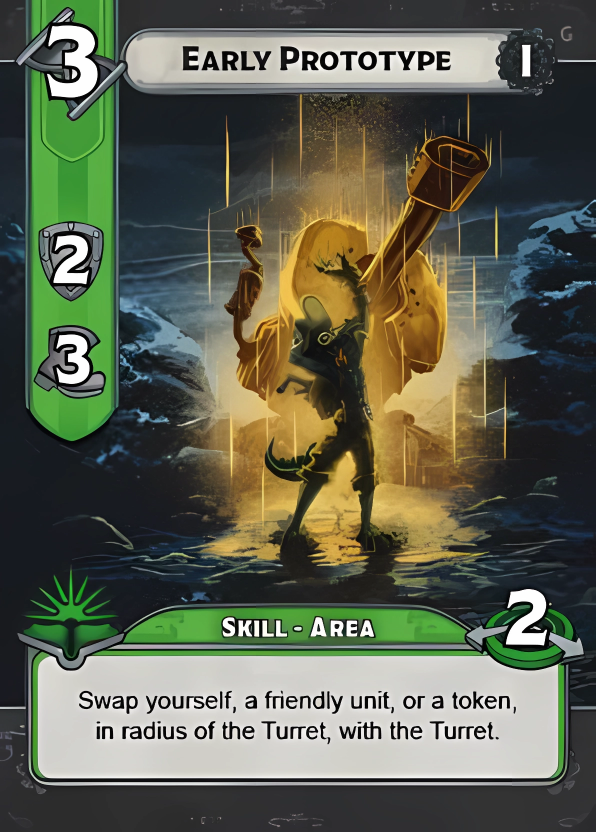 3
EARLY PROTOTYPE
I
G
2
3
SKILL - AREA
2
Swap yourself, a friendly unit, or a token,
in radius of the Turret, with the Turret.